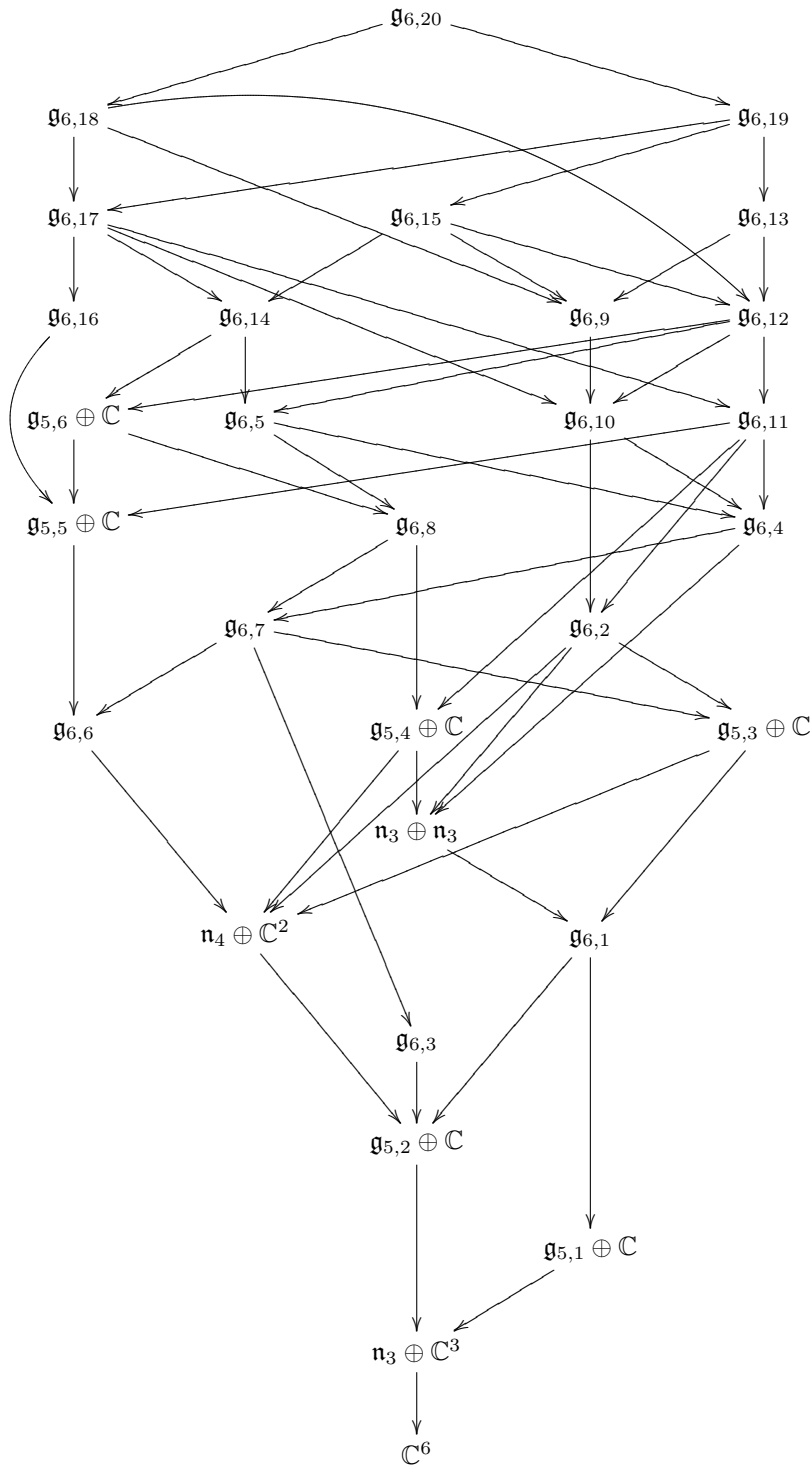 𝔤₆,₂₀
𝔤₆,₁₈ 𝔤₆,₁₉
𝔤₆,₁₇ 𝔤₆,₁₅ 𝔤₆,₁₃
𝔤₆,₁₆ 𝔤₆,₁₄ 𝔤₆,₉ 𝔤₆,₁₂
𝔤₅,₆ ⊕ ℂ 𝔤₆,₅ 𝔤₆,₁₀ 𝔤₆,₁₁
𝔤₅,₅ ⊕ ℂ 𝔤₆,₈ 𝔤₆,₄
𝔤₆,₇ 𝔤₆,₂
𝔤₆,₆ 𝔤₅,₄ ⊕ ℂ 𝔤₅,₃ ⊕ ℂ
𝔫₃ ⊕ 𝔫₃
𝔫₄ ⊕ ℂ² 𝔤₆,₁
𝔤₆,₃
𝔤₅,₂ ⊕ ℂ
𝔤₅,₁ ⊕ ℂ
𝔫₃ ⊕ ℂ³
ℂ⁶